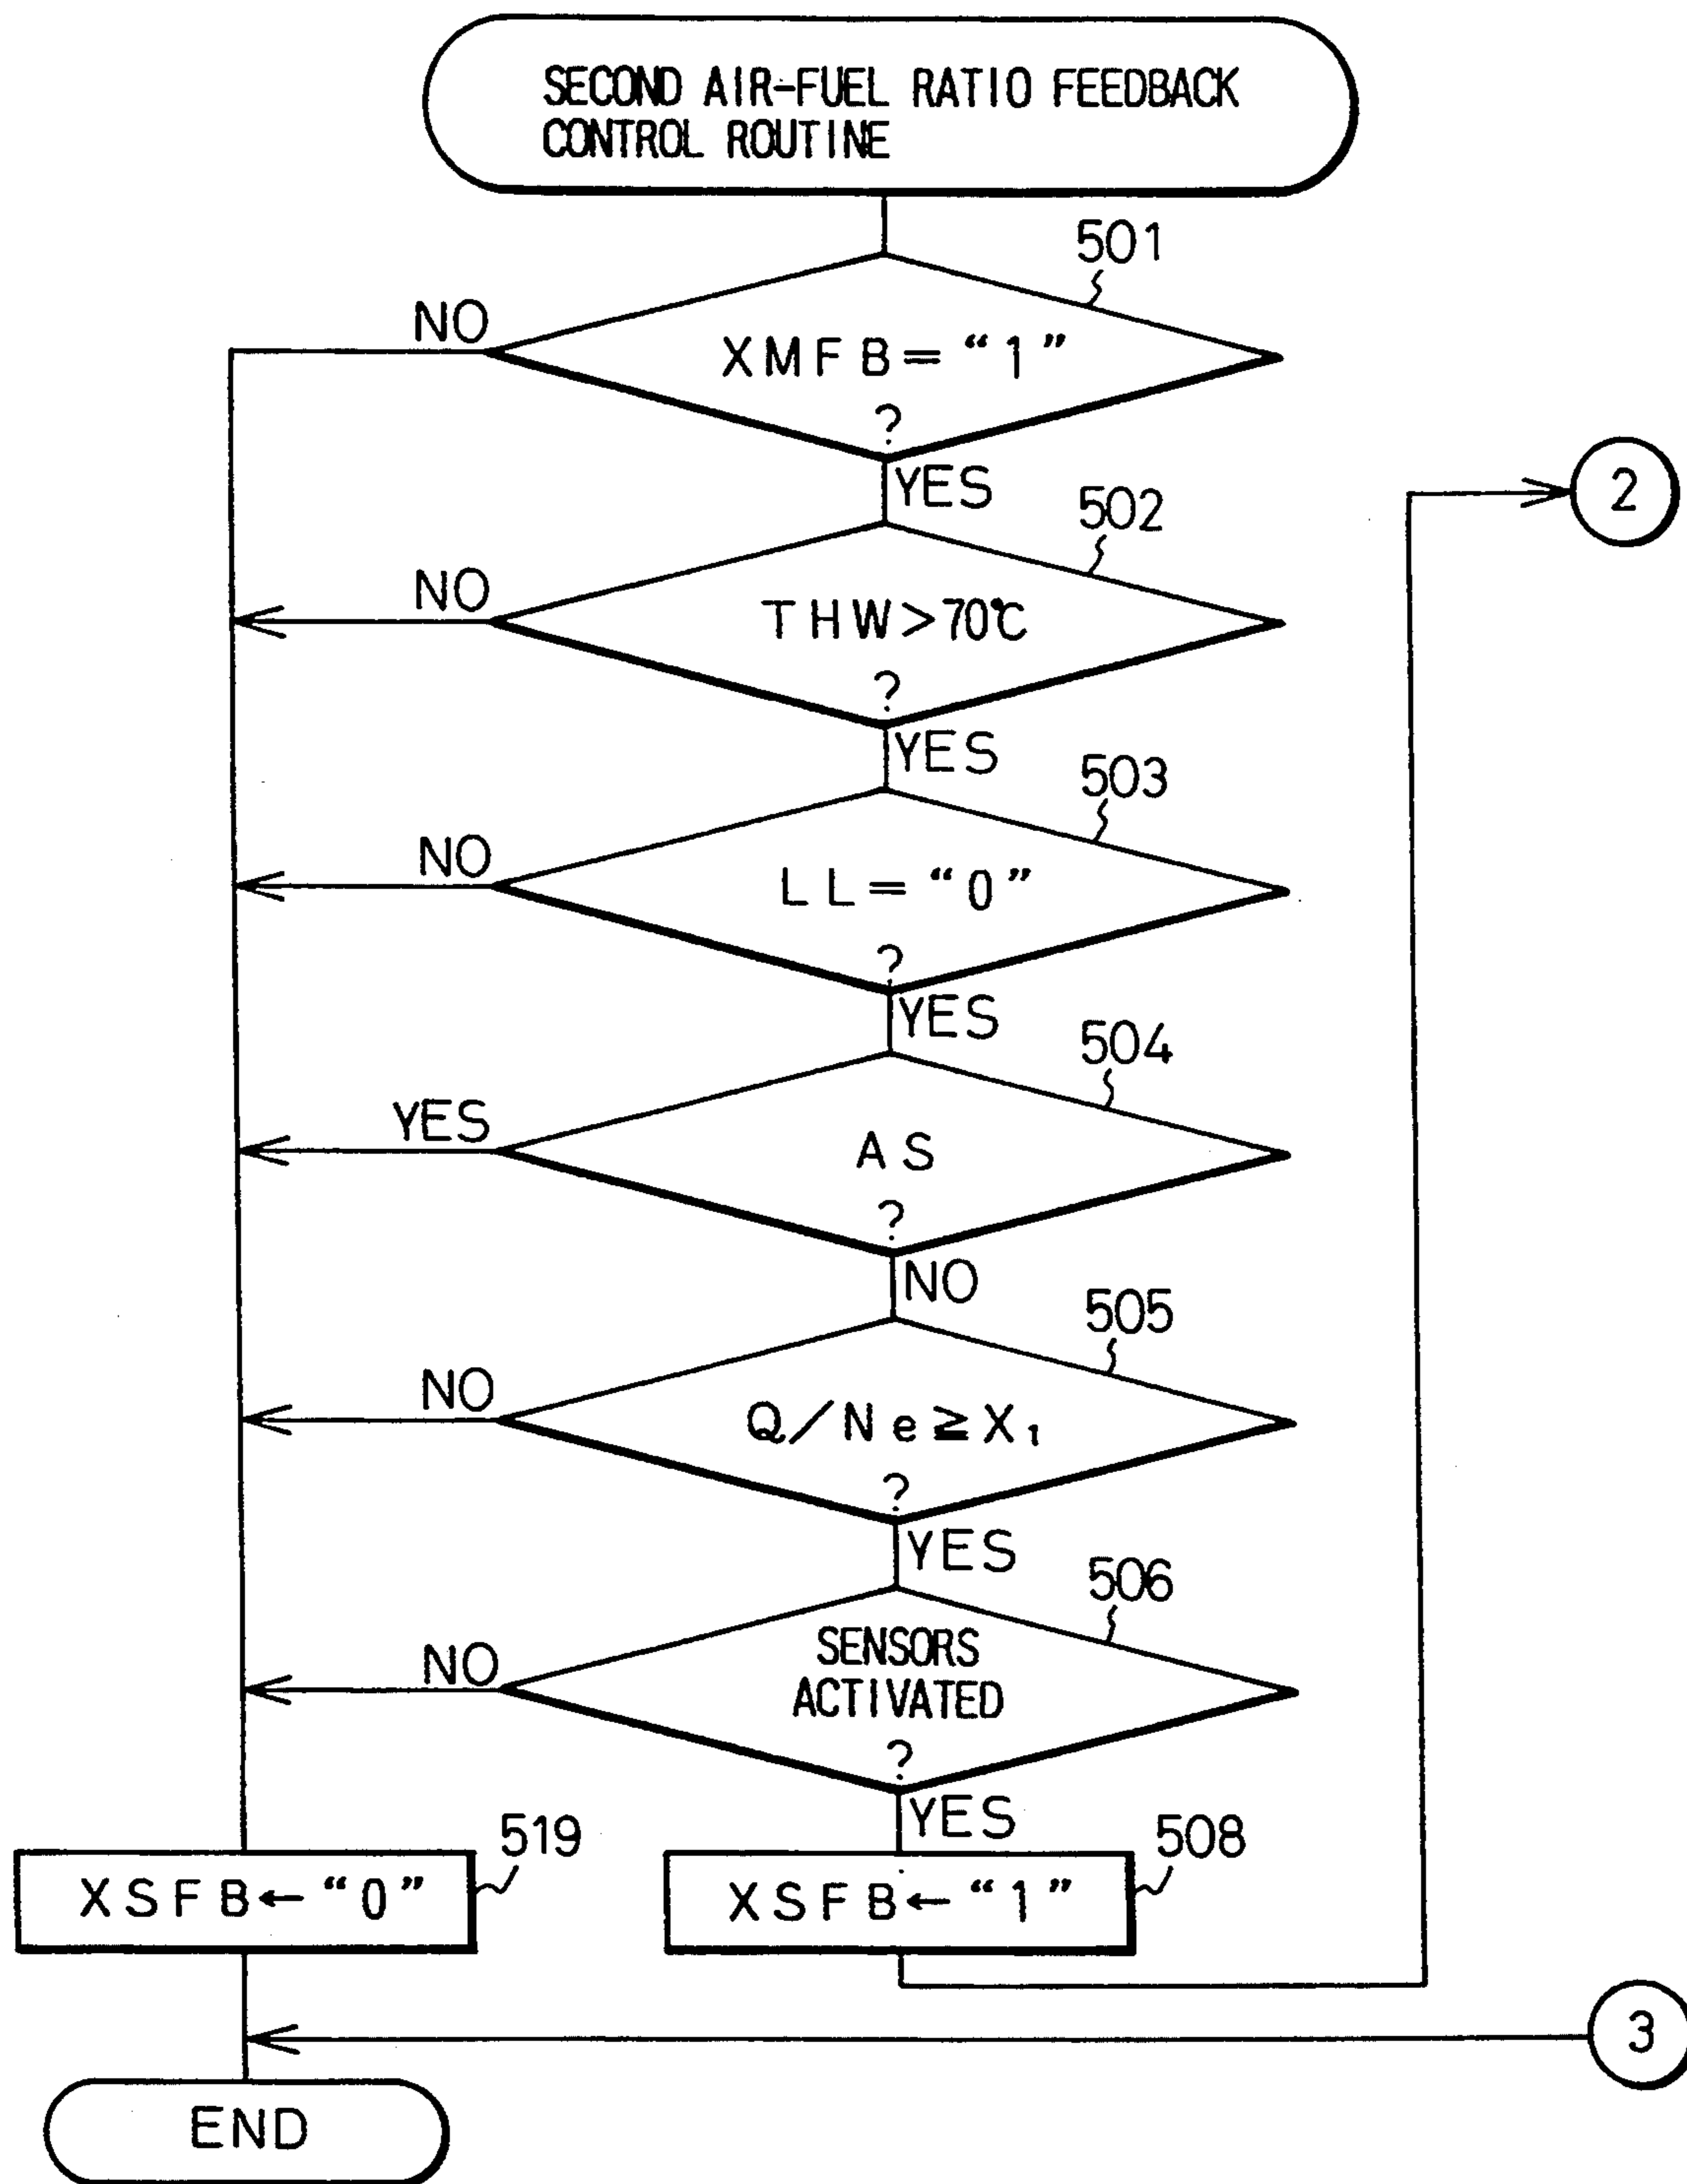 SECOND AIR-FUEL RATIO FEEDBACK
CONTROL ROUTINE
501
NO
XMFB="1"
?
YES
2
502
NO
THW>70℃
?
YES
503
NO
LL="0"
?
YES
504
YES
AS
?
NO
505
NO
Q/Ne≧X₁
?
YES
506
NO
SENSORS
ACTIVATED
?
YES
519
508
XSFB←"0"
XSFB←"1"
3
END